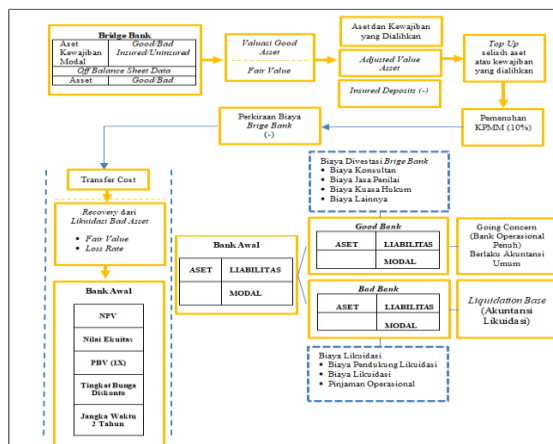 Bridge Bank
Aset Good/Bad
Kewajiban Insured/Uninsured
Modal
Off Balance Sheet Data
Aset Good/Bad
Valuasi Good
Asset
Fair Value
Aset dan Kewajiban
yang Dialihkan
Adjusted Value
Asset
Insured Deposits (-)
Top Up
selisih aset
atau kewajiban
yang dialihkan
Pemenuhan
KPMM (10%)
Perkiraan Biaya
Brige Bank
(-)
Transfer Cost
Recovery dari
Likuidasi Bad Asset
• Fair Value
• Loss Rate
Bank Awal
NPV
Nilai Ekuitas
PBV (1X)
Tingkat Bunga
Diskonto
Jangka Waktu
2 Tahun
Biaya Divestasi Brige Bank
• Biaya Konsultan
• Biaya Jasa Penilai
• Biaya Kuasa Hukum
• Biaya Lainnya
Bank Awal
ASET LIABILITAS
MODAL
Good Bank
ASET LIABILITAS
MODAL
Going Concern
(Bank Operasional
Penuh)
Berlaku Akuntansi
Umum
Bad Bank
ASET LIABILITAS
MODAL
Liquidation Base
(Akuntansi
Likuidasi)
Biaya Likuidasi
• Biaya Pendukung Likuidasi
• Biaya Likuidasi
• Pinjaman Operasional